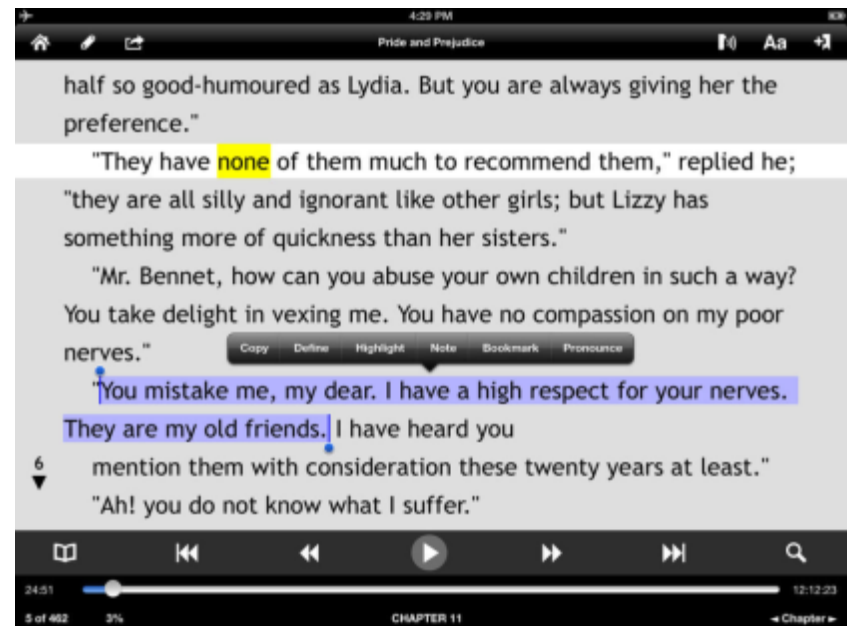 4:29 PM
Pride and Prejudice
Aa
half so good-humoured as Lydia. But you are always giving her the
preference."
"They have none of them much to recommend them," replied he;
"they are all silly and ignorant like other girls; but Lizzy has
something more of quickness than her sisters."
"Mr. Bennet, how can you abuse your own children in such a way?
You take delight in vexing me. You have no compassion on my poor
nerves."
Copy Define Highlight Note Bookmark Pronounce
"You mistake me, my dear. I have a high respect for your nerves.
They are my old friends. I have heard you
6
mention them with consideration these twenty years at least."
"Ah! you do not know what I suffer."
24:51 12:12:23
5 of 462 3% CHAPTER 11 Chapter